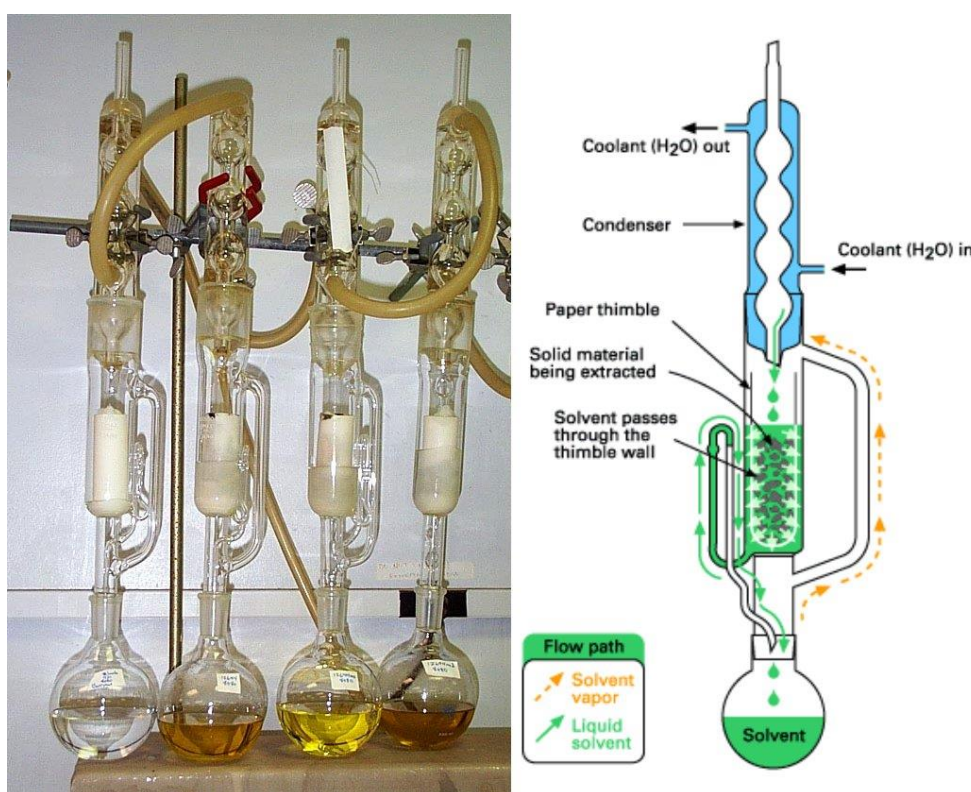 Coolant (H₂O) out
Condenser
Coolant (H₂O) in
Paper thimble
Solid material
being extracted
Solvent passes
through the
thimble wall
Flow path
Solvent
vapor
Liquid
solvent
Solvent